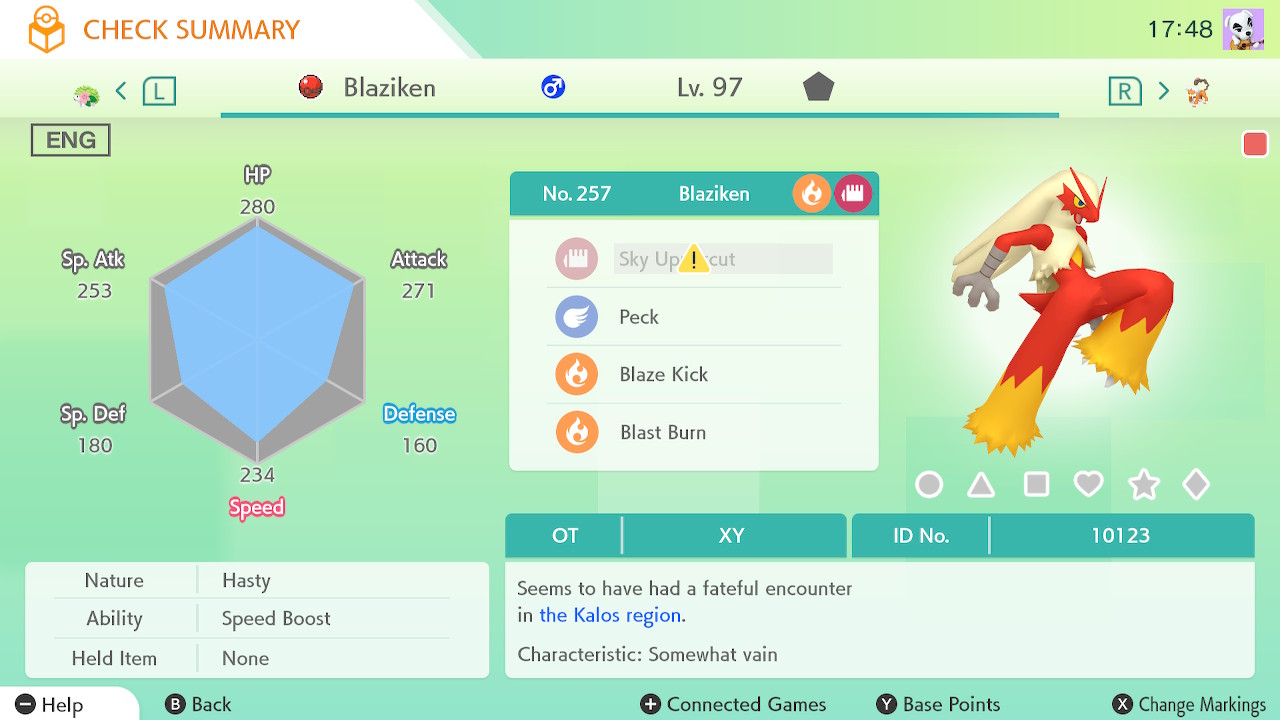 CHECK SUMMARY
17:48
L
Blaziken
Lv. 97
R
ENG
HP
280
Sp. Atk
253
Attack
271
Sp. Def
180
Defense
160
234
Speed
No. 257 Blaziken
Sky Up cut
Peck
Blaze Kick
Blast Burn
OT XY ID No. 10123
Nature Hasty
Ability Speed Boost
Held Item None
Seems to have had a fateful encounter
in the Kalos region.
Characteristic: Somewhat vain
Help
B Back
Connected Games
Y Base Points
X Change Markings